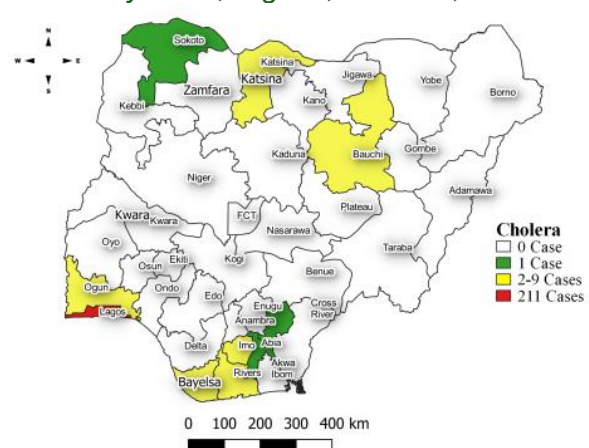 N
W E
S
Sokoto
Katsina
Katsina
Jigawa
Yobe
Borno
Zamfara
Kebbi
Kano
Kaduna
Bauchi
Gombe
Niger
Adamawa
Plateau
Kwara
Kwara
FCT
Nasarawa
Taraba
Oyo
Ekiti
Osun
Kogi
Benue
Ogun
Ondo
Edo
Lagos
Enugu
Anambra
Cross
River
Delta
Imo
Abia
Akwa
Ibom
Rivers
Bayelsa
Cholera
0 Case
1 Case
2-9 Cases
211 Cases
0 100 200 300 400 km